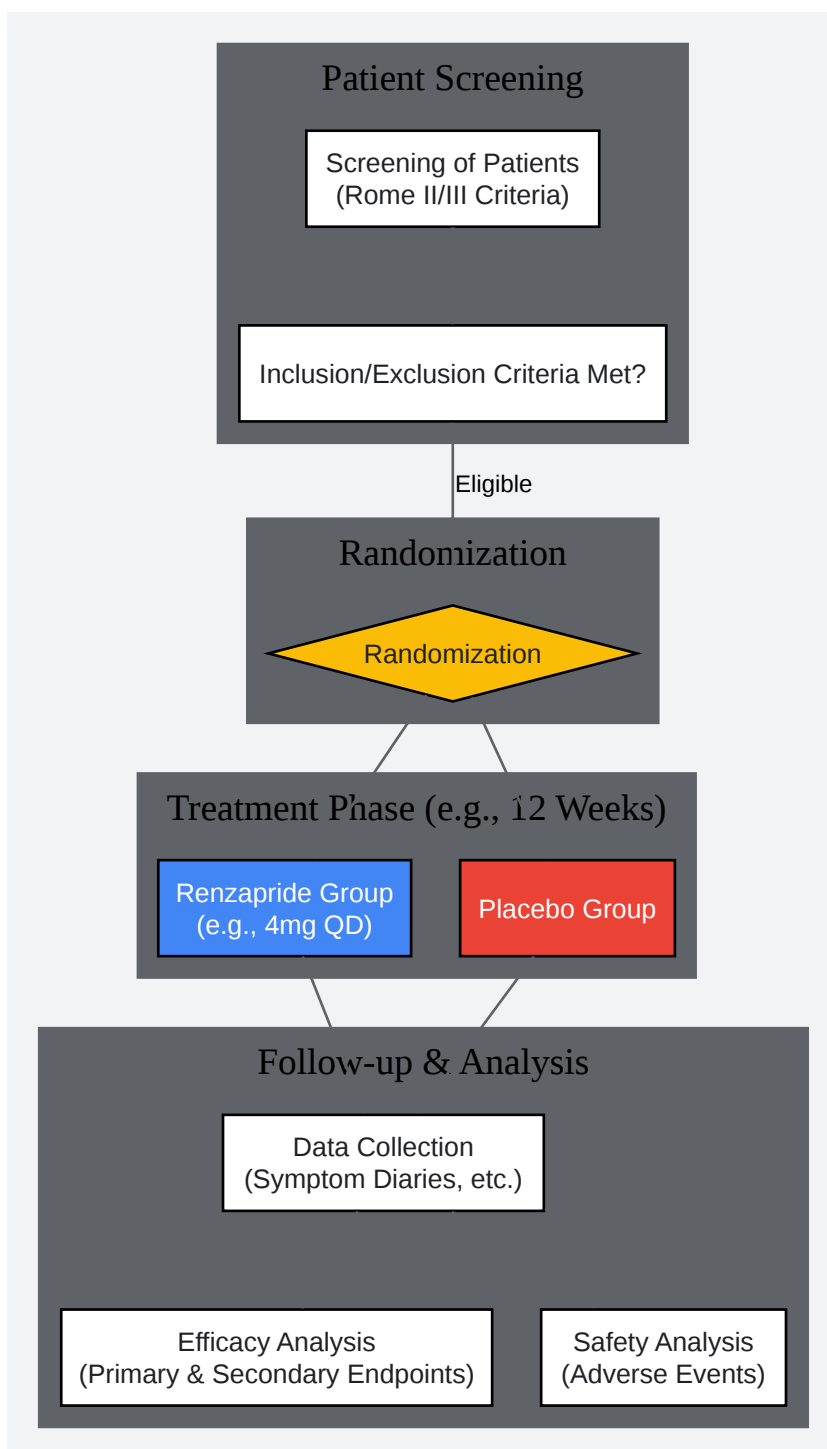 Patient Screening
Screening of Patients
(Rome II/III Criteria)
Inclusion/Exclusion Criteria Met?
Eligible
Randomization
Randomization
Treatment Phase (e.g., 12 Weeks)
Renzapride Group
(e.g., 4mg QD)
Placebo Group
Follow-up & Analysis
Data Collection
(Symptom Diaries, etc.)
Efficacy Analysis
(Primary & Secondary Endpoints)
Safety Analysis
(Adverse Events)